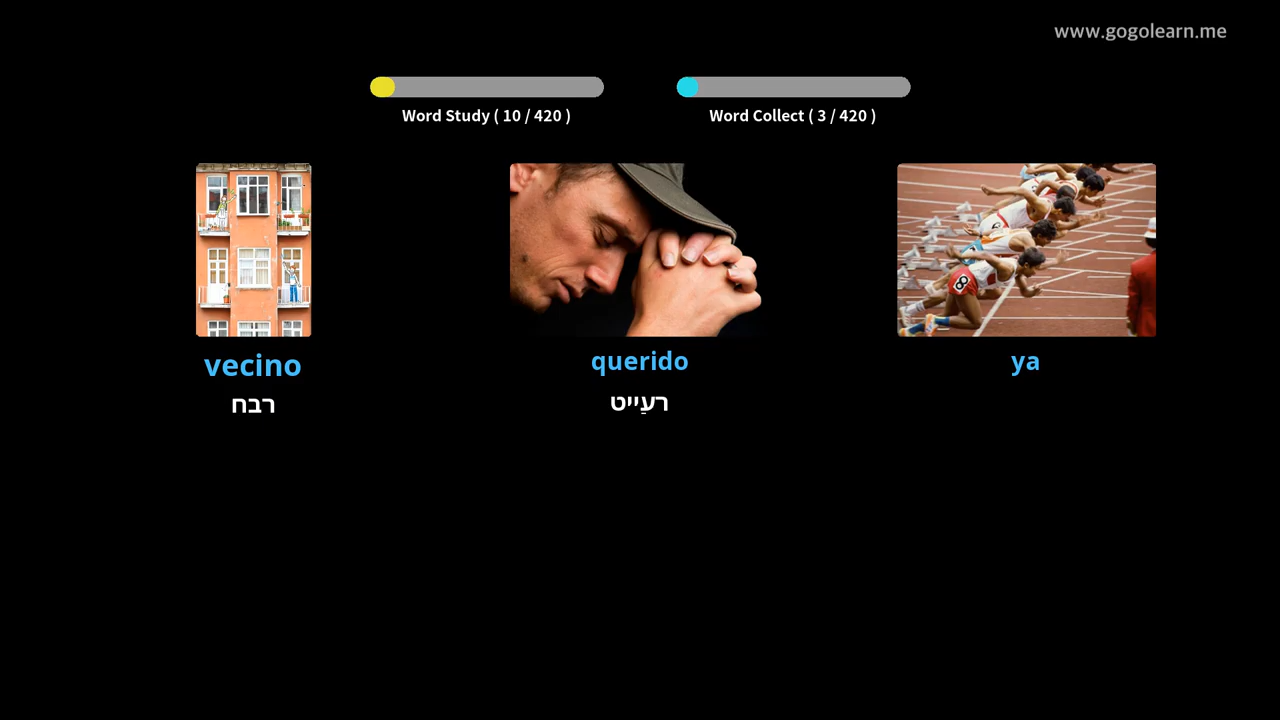 www.gogolearn.me
Word Study ( 10 / 420 )
Word Collect ( 3 / 420 )
vecino
רבח
querido
רעַייט
ya